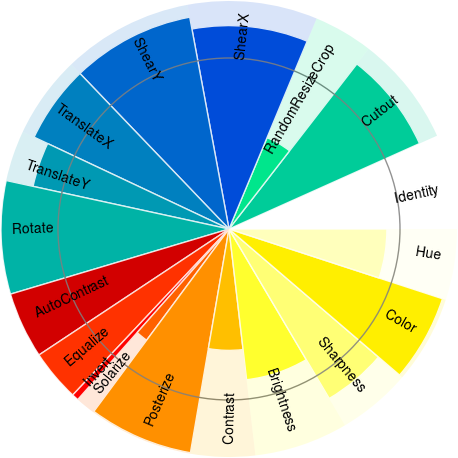 ShearX
RandomResizeCrop
Cutout
Identity
Hue
Color
Sharpness
Brightness
Contrast
Posterize
Solarize
Invert
Equalize
AutoContrast
Rotate
TranslateY
TranslateX
ShearY